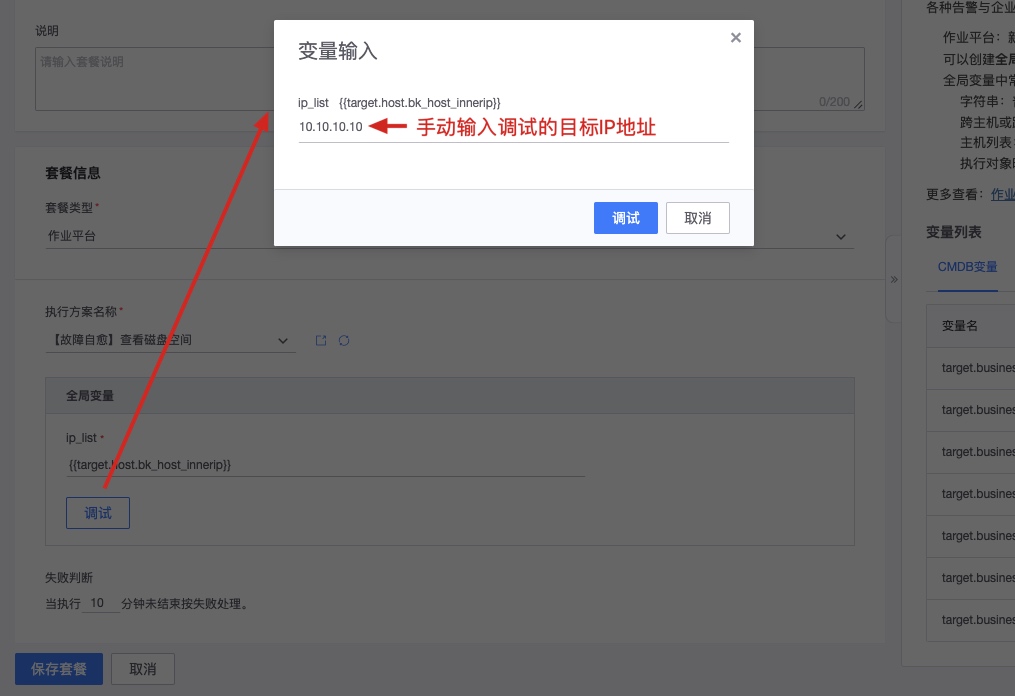 说明
请输入套餐说明
0/200
变量输入
ip_list {{target.host.bk_host_innerip}}
10.10.10.10
手动输入调试的目标IP地址
调试
取消
套餐信息
套餐类型*
作业平台
执行方案名称*
【故障自愈】查看磁盘空间
全局变量
ip_list *
{{target.host.bk_host_innerip}}
调试
失败判断
当执行 10 分钟未结束按失败处理。
保存套餐
取消
各种告警与企业
作业平台：
可以创建全局
全局变量中常
字符串：
跨主机或
主机列表
执行对象
更多查看： 作业
变量列表
CMDB变量
变量名
target.busines
target.busines
target.busines
target.busines
target.busines
target.busines
target.busines